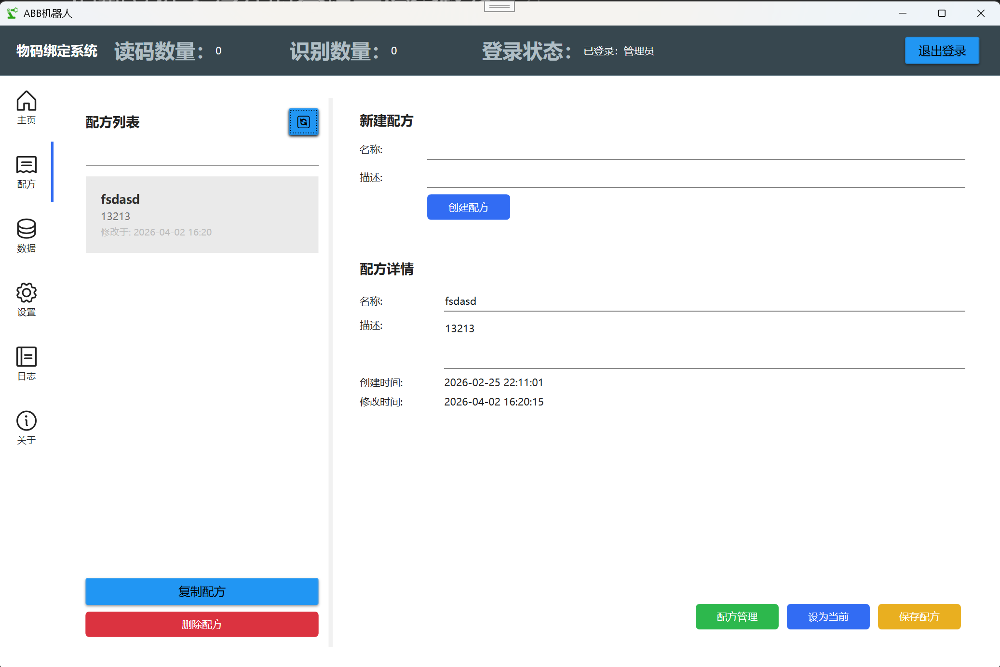 ABB机器人
物码绑定系统 读码数量： 0 识别数量： 0 登录状态： 已登录：管理员 退出登录
主页
配方
数据
设置
日志
关于
配方列表
fsdasd
13213
修改于: 2026-04-02 16:20
复制配方
删除配方
新建配方
名称:
描述:
创建配方
配方详情
名称: fsdasd
描述: 13213
创建时间: 2026-02-25 22:11:01
修改时间: 2026-04-02 16:20:15
配方管理 设为当前 保存配方